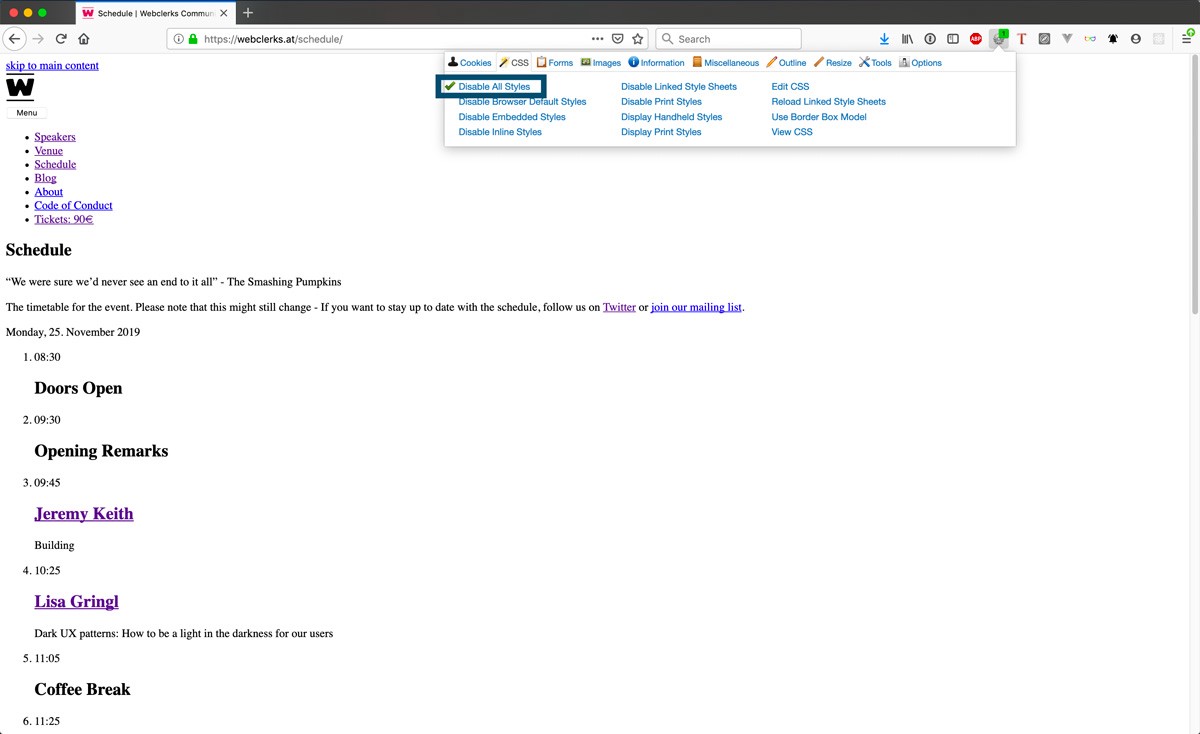 Schedule | Webclerks Commun
https://webclerks.at/schedule/
Search
ABP
1
T
Cookies CSS Forms Images Information Miscellaneous Outline Resize Tools Options
Disable All Styles Disable Linked Style Sheets Edit CSS
Disable Browser Default Styles Disable Print Styles Reload Linked Style Sheets
Disable Embedded Styles Display Handheld Styles Use Border Box Model
Disable Inline Styles Display Print Styles View CSS
skip to main content
W
Menu
Speakers
Venue
Schedule
Blog
About
Code of Conduct
Tickets: 90€
Schedule
“We were sure we’d never see an end to it all” - The Smashing Pumpkins
The timetable for the event. Please note that this might still change - If you want to stay up to date with the schedule, follow us on Twitter or join our mailing list.
Monday, 25. November 2019
1. 08:30
Doors Open
2. 09:30
Opening Remarks
3. 09:45
Jeremy Keith
Building
4. 10:25
Lisa Gringl
Dark UX patterns: How to be a light in the darkness for our users
5. 11:05
Coffee Break
6. 11:25